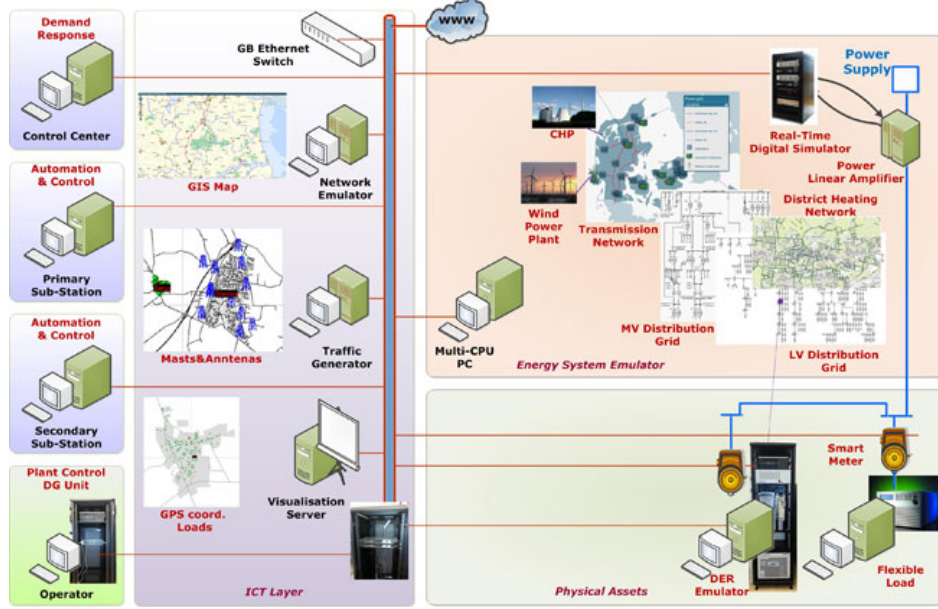 Demand
Response
Control Center
Automation
& Control
Primary
Sub-Station
Automation
& Control
Secondary
Sub-Station
Plant Control
DG Unit
Operator
GB Ethernet
Switch
GIS Map
Network
Emulator
Masts&Anntenas
Traffic
Generator
GPS coord.
Loads
Visualisation
Server
ICT Layer
WWW
Power
Supply
CHP
Real-Time
Digital Simulator
Power
Linear Amplifier
Wind
Power
Plant
Transmission
Network
District Heating
Network
Multi-CPU
PC
MV Distribution
Grid
LV Distribution
Grid
Energy System Emulator
Smart
Meter
DER
Emulator
Flexible
Load
Physical Assets